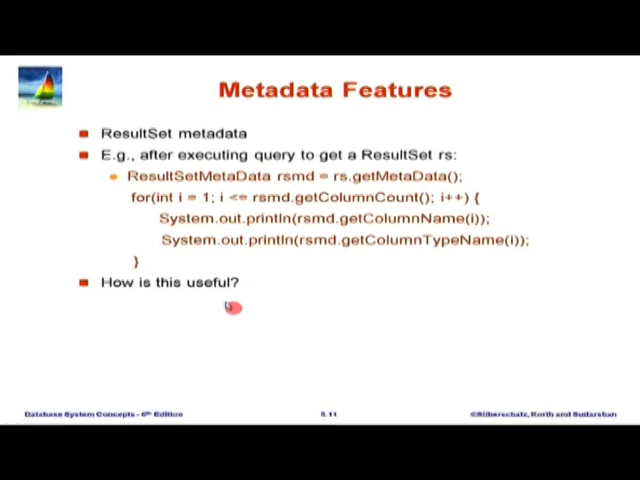 Metadata Features
ResultSet metadata
E.g., after executing query to get a ResultSet rs:
ResultSetMetaData rsmd = rs.getMetaData();
for(int i = 1; i <= rsmd.getColumnCount(); i++) {
System.out.println(rsmd.getColumnName(i));
System.out.println(rsmd.getColumnTypeName(i));
}
How is this useful?
Database System Concepts - 6th Edition
5.11
©Silberschatz, Korth and Sudarshan